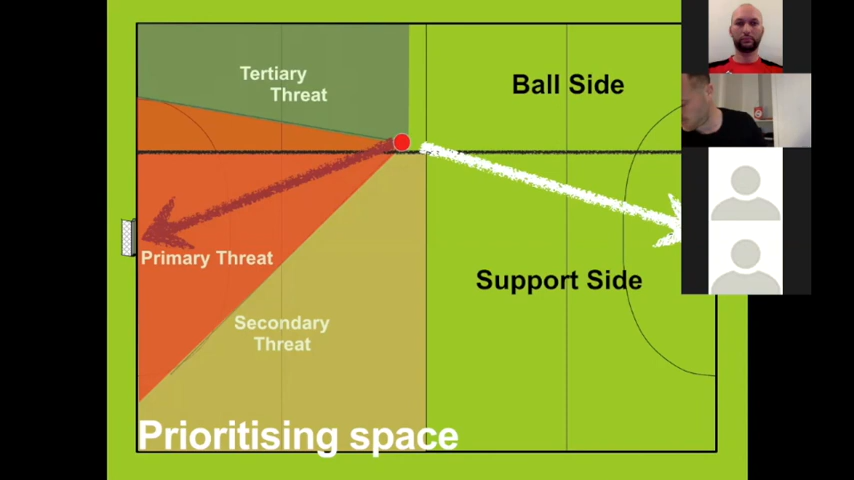 Tertiary
Threat
Ball Side
Primary Threat
Support Side
Secondary
Threat
Prioritising space